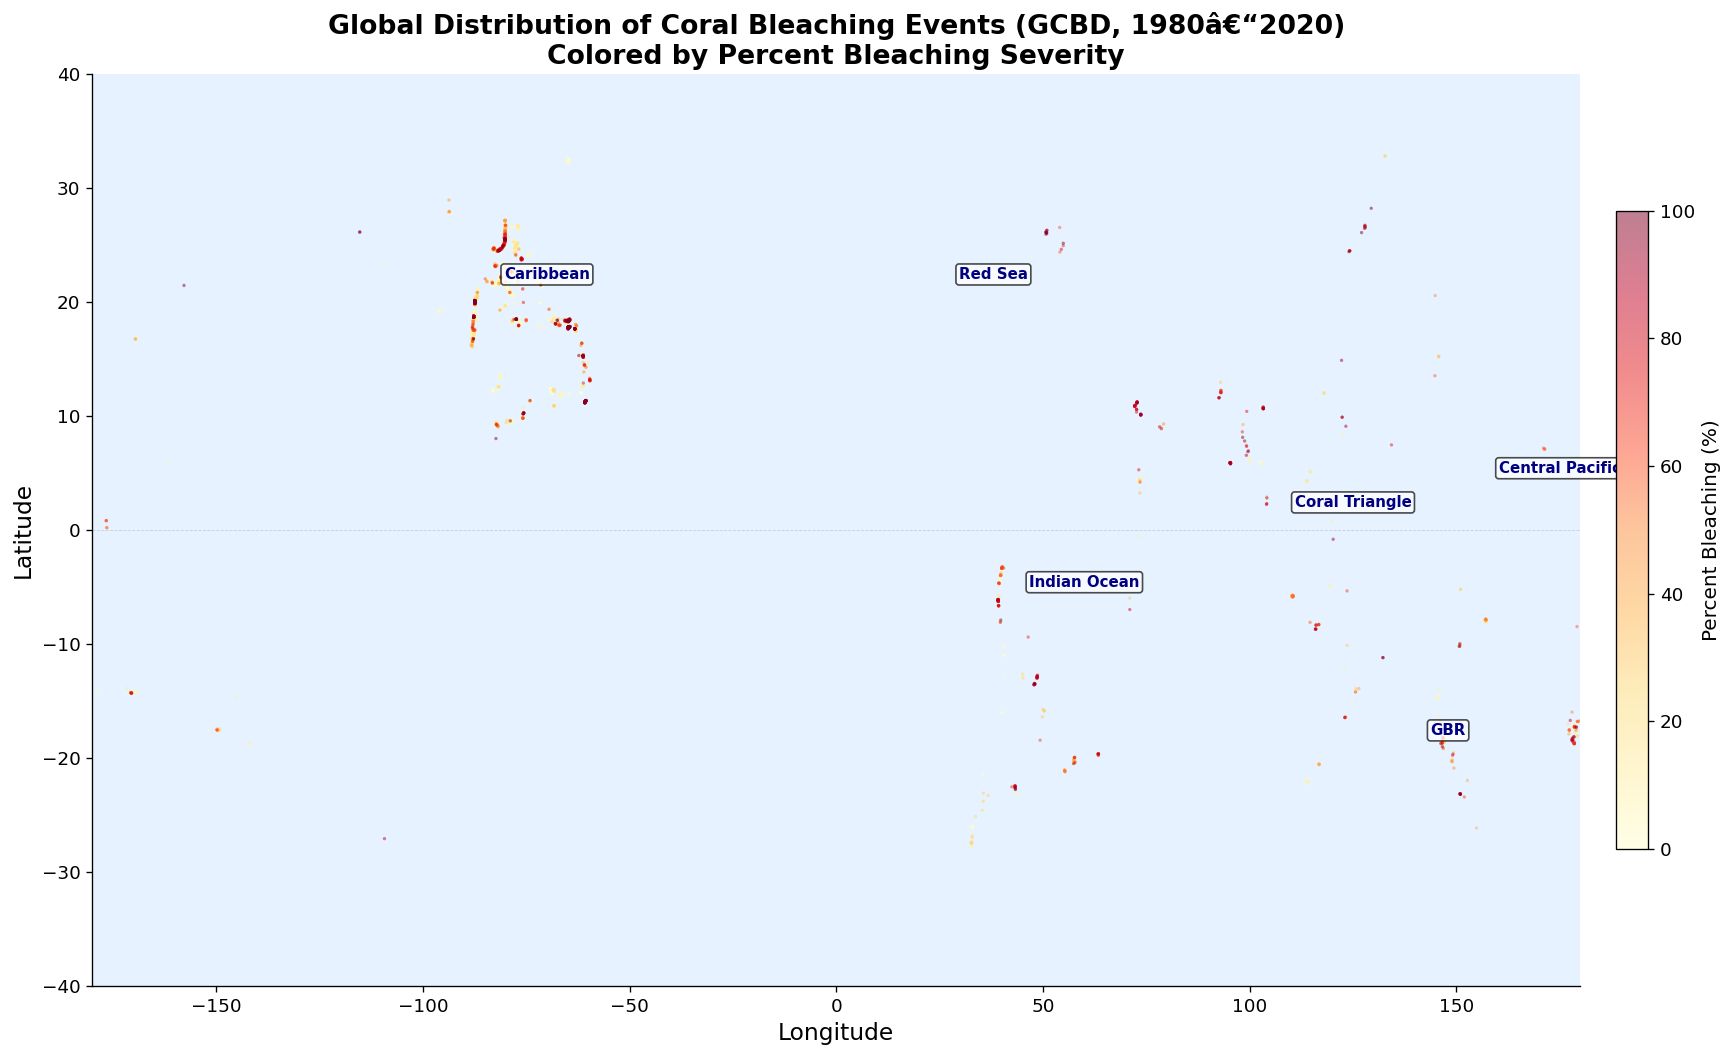 Global Distribution of Coral Bleaching Events (GCBD, 1980â€“2020)
Colored by Percent Bleaching Severity
40
30
20
10
0
−10
−20
−30
−40
Latitude
Caribbean
Red Sea
Central Pacific
Coral Triangle
Indian Ocean
GBR
−150
−100
−50
0
50
100
150
Longitude
100
80
60
40
20
0
Percent Bleaching (%)